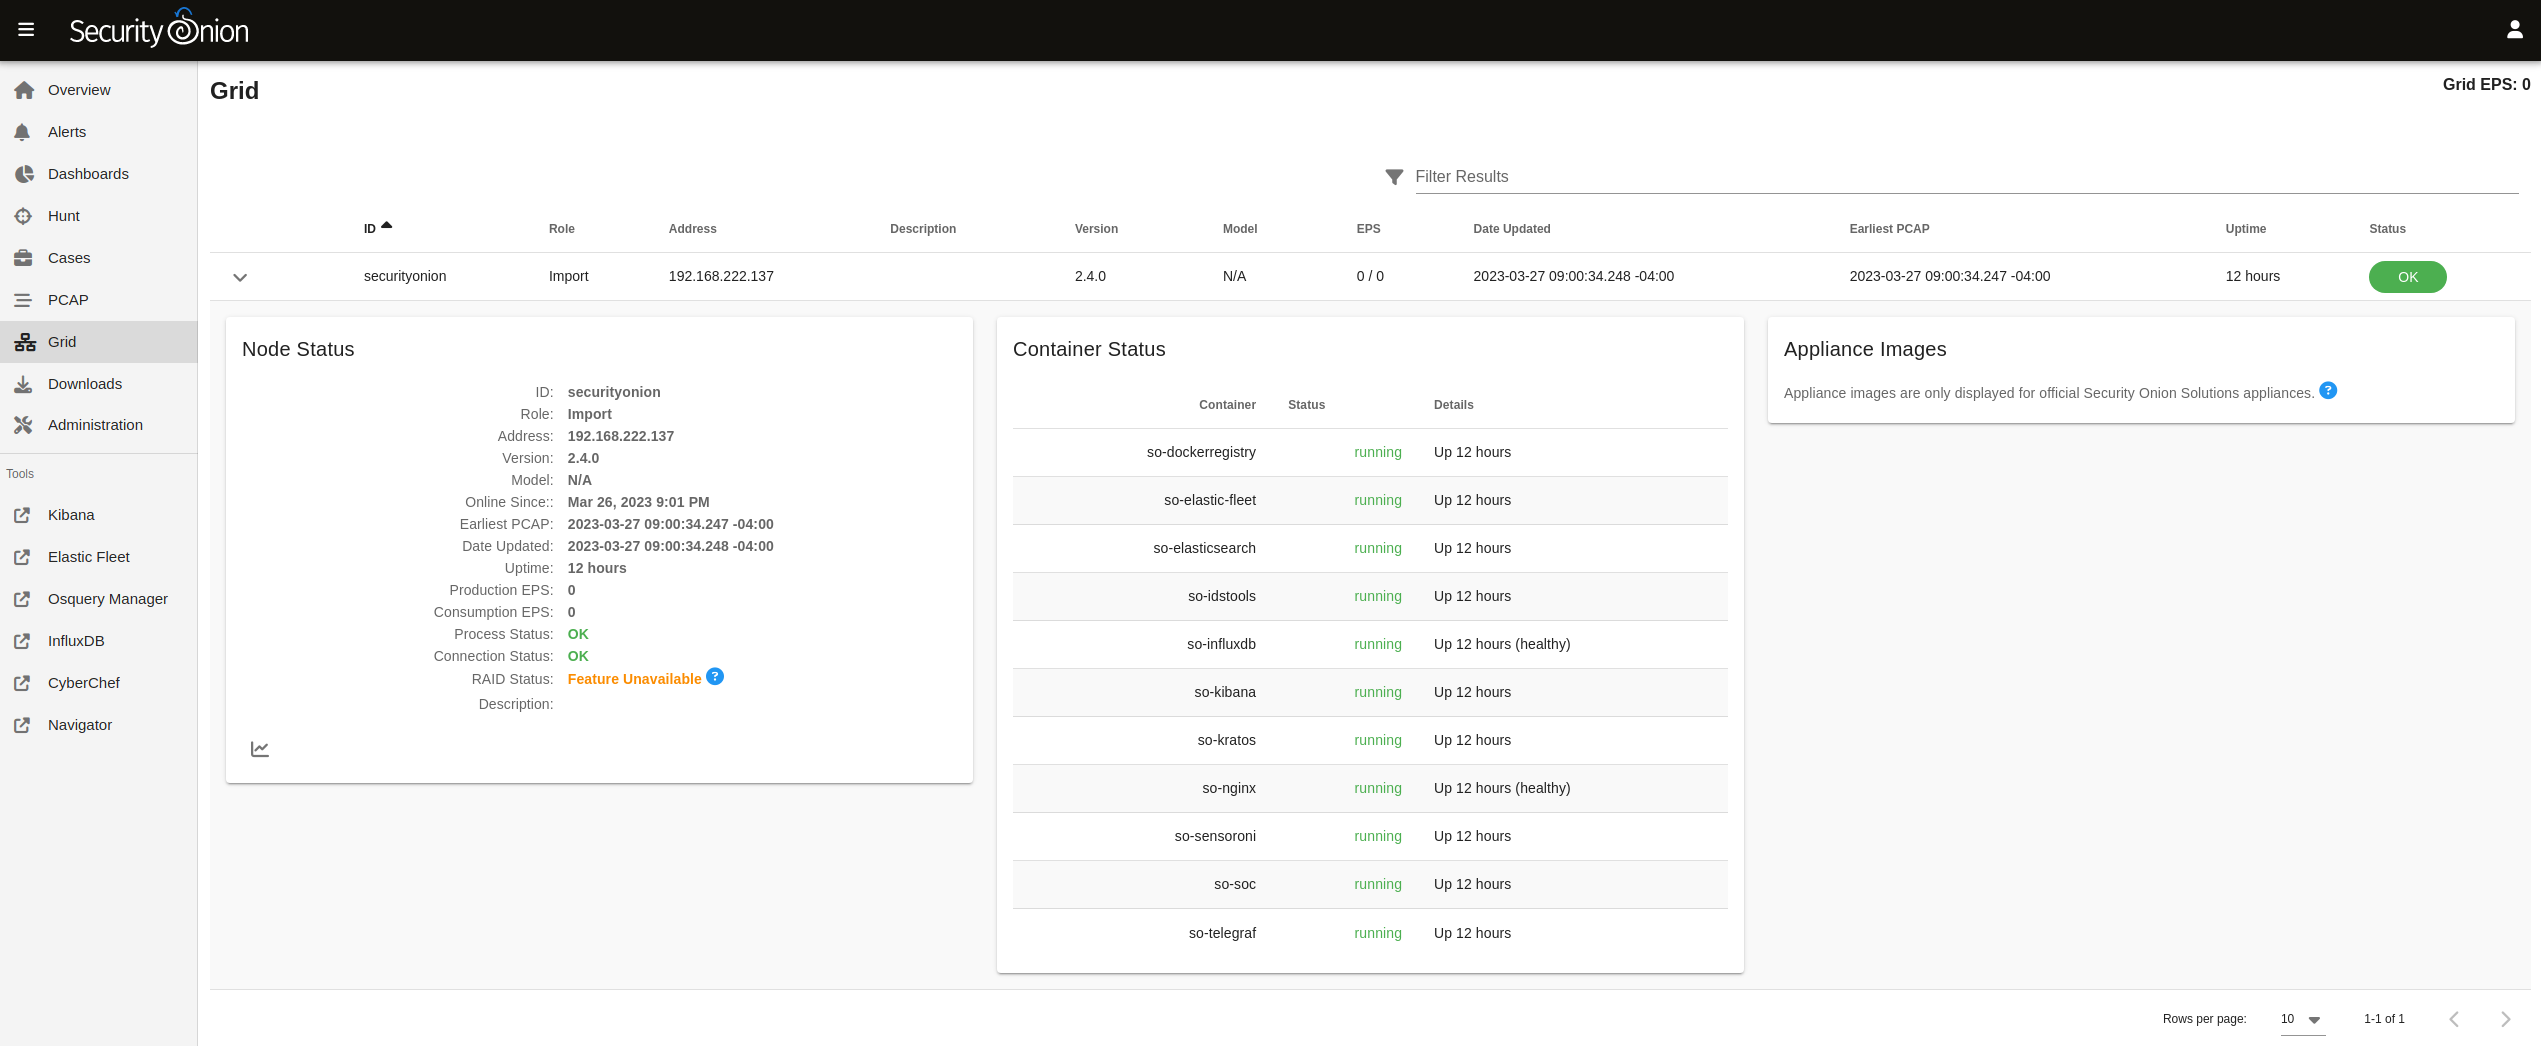 Security Onion
Grid
Grid EPS: 0
Overview
Alerts
Dashboards
Hunt
Cases
PCAP
Grid
Downloads
Administration
Tools
Kibana
Elastic Fleet
Osquery Manager
InfluxDB
CyberChef
Navigator
Filter Results
ID Role Address Description Version Model EPS Date Updated Earliest PCAP Uptime Status
securityonion Import 192.168.222.137 2.4.0 N/A 0 / 0 2023-03-27 09:00:34.248 -04:00 2023-03-27 09:00:34.247 -04:00 12 hours OK
Node Status
ID: securityonion
Role: Import
Address: 192.168.222.137
Version: 2.4.0
Model: N/A
Online Since:: Mar 26, 2023 9:01 PM
Earliest PCAP: 2023-03-27 09:00:34.247 -04:00
Date Updated: 2023-03-27 09:00:34.248 -04:00
Uptime: 12 hours
Production EPS: 0
Consumption EPS: 0
Process Status: OK
Connection Status: OK
RAID Status: Feature Unavailable ?
Description:
Container Status
Container Status Details
so-dockerregistry running Up 12 hours
so-elastic-fleet running Up 12 hours
so-elasticsearch running Up 12 hours
so-idstools running Up 12 hours
so-influxdb running Up 12 hours (healthy)
so-kibana running Up 12 hours
so-kratos running Up 12 hours
so-nginx running Up 12 hours (healthy)
so-sensoroni running Up 12 hours
so-soc running Up 12 hours
so-telegraf running Up 12 hours
Appliance Images
Appliance images are only displayed for official Security Onion Solutions appliances. ?
Rows per page: 10 1-1 of 1